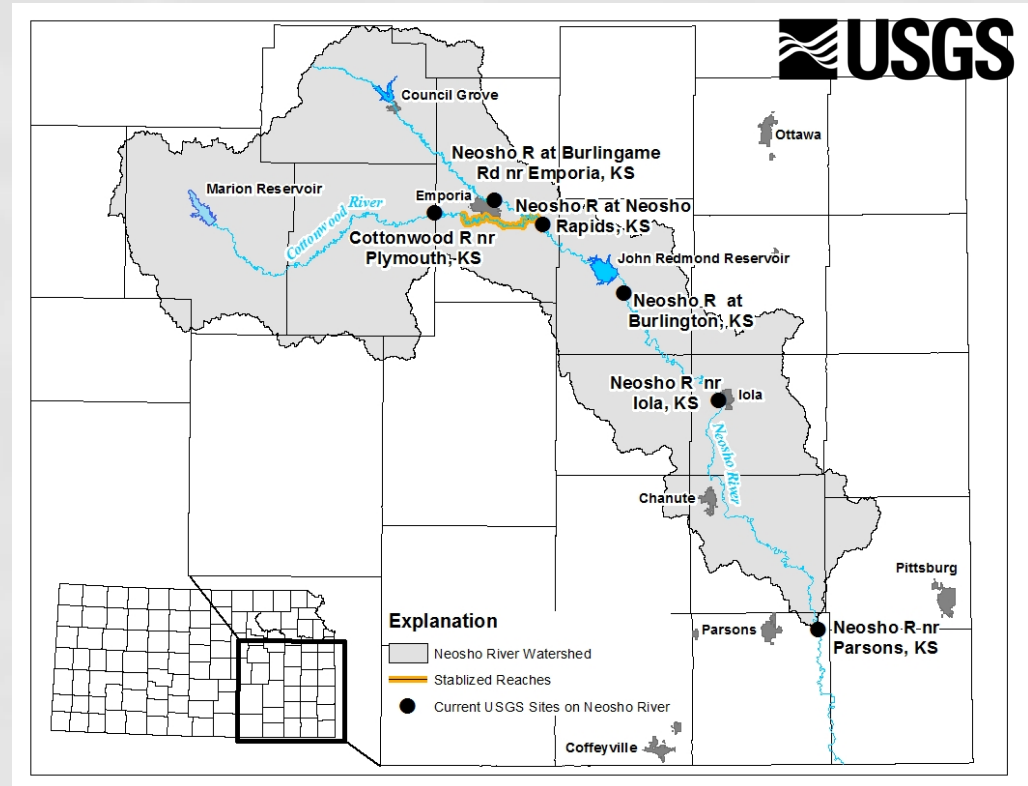 USGS
Council Grove
Ottawa
Neosho R at Burlingame
Rd nr Emporia, KS
Marion Reservoir
Emporia
Cottonwood River
Neosho R at Neosho
Rapids, KS
Cottonwood R nr
Plymouth, KS
John Redmond Reservoir
Neosho R at
Burlington, KS
Neosho R nr
Iola, KS
Iola
Neosho River
Chanute
Pittsburg
Parsons
Neosho R nr
Parsons, KS
Explanation
Neosho River Watershed
Stablized Reaches
Current USGS Sites on Neosho River
Coffeyville